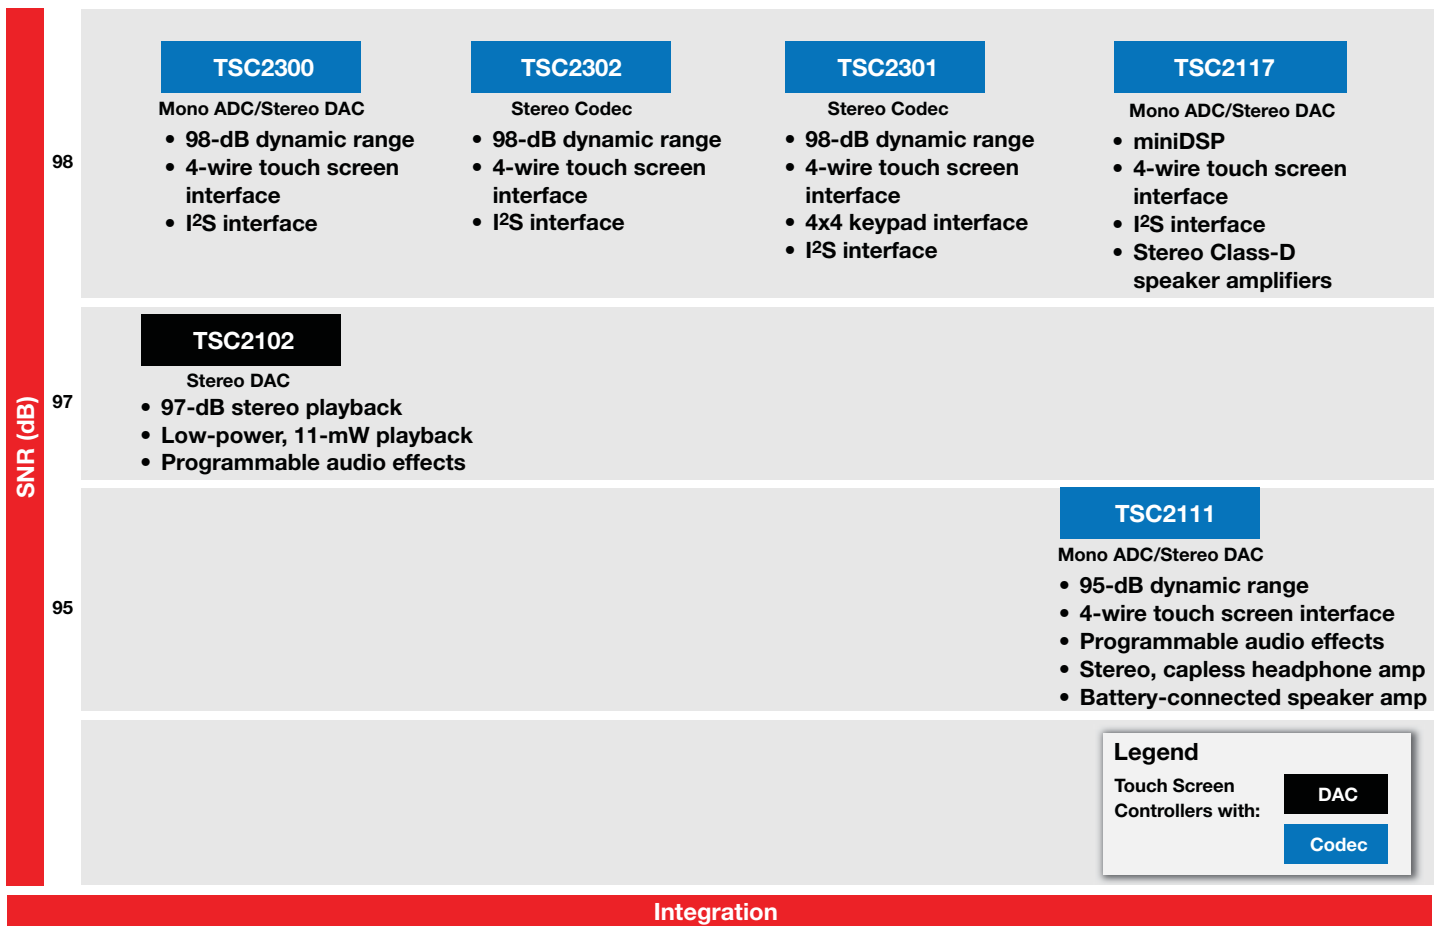 SNR (dB)
98
TSC2300
Mono ADC/Stereo DAC
• 98-dB dynamic range
• 4-wire touch screen
interface
• I2S interface
TSC2302
Stereo Codec
• 98-dB dynamic range
• 4-wire touch screen
interface
• I2S interface
TSC2301
Stereo Codec
• 98-dB dynamic range
• 4-wire touch screen
interface
• 4x4 keypad interface
• I2S interface
TSC2117
Mono ADC/Stereo DAC
• miniDSP
• 4-wire touch screen
interface
• I2S interface
• Stereo Class-D
speaker amplifiers
97
TSC2102
Stereo DAC
• 97-dB stereo playback
• Low-power, 11-mW playback
• Programmable audio effects
95
TSC2111
Mono ADC/Stereo DAC
• 95-dB dynamic range
• 4-wire touch screen interface
• Programmable audio effects
• Stereo, capless headphone amp
• Battery-connected speaker amp
Legend
Touch Screen
Controllers with:
DAC
Codec
Integration